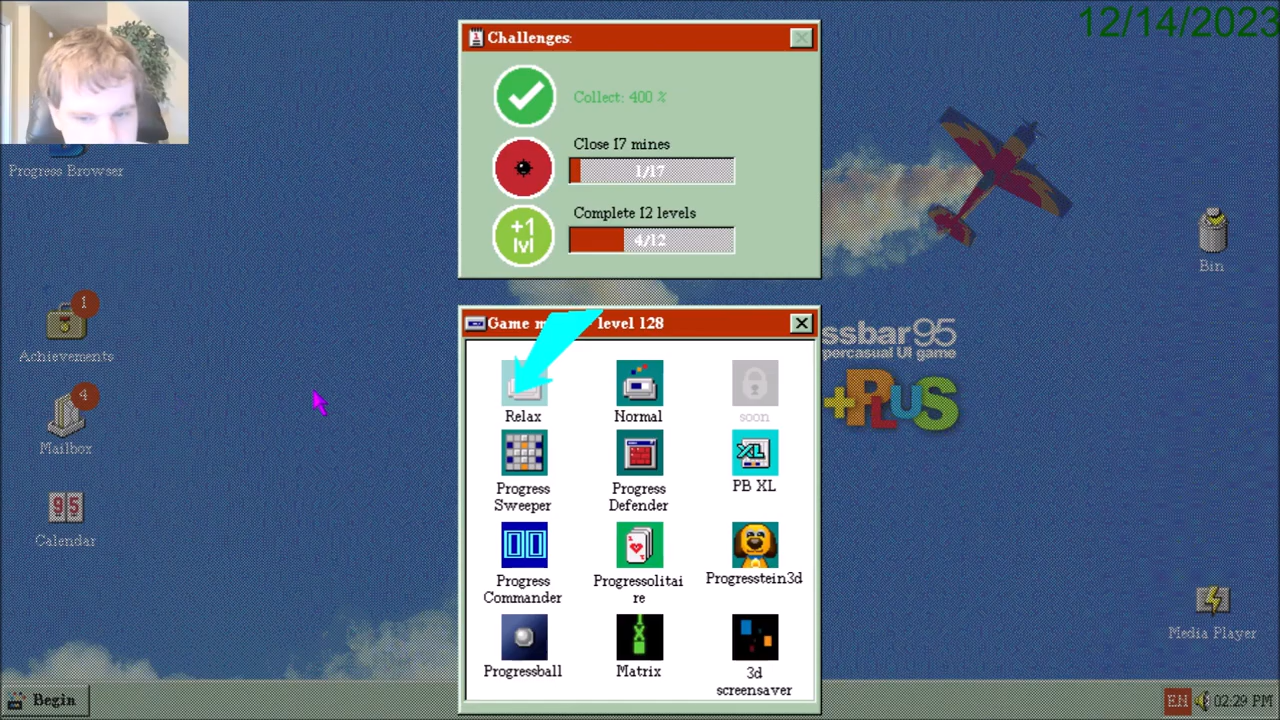 12/14/2023
Challenges:
Collect: 400 %
Close 17 mines
1/17
Complete 12 levels
+1
lvl
4/12
Progress Browser
1
Achievements
4
Mailbox
95
Calendar
Bin
ssbar95
percasual UI game
+PLUS
level 128
Relax
Normal
soon
Progress
Sweeper
Progress
Defender
XL
PB XL
Progress
Commander
Progressolitai
re
Progresstein3d
Progressball
Matrix
3d
screensaver
Media Player
Begin
EN
02:29 PM